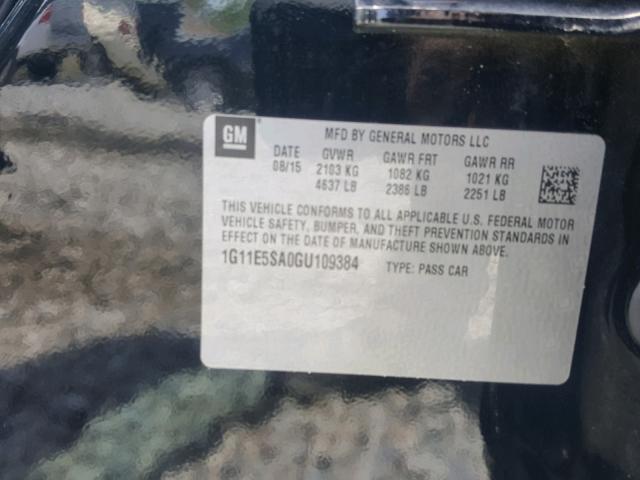 GM
MFD BY GENERAL MOTORS LLC
DATE GVWR GAWR FRT GAWR RR
08/15 2103 KG 1082 KG 1021 KG
4637 LB 2386 LB 2251 LB
THIS VEHICLE CONFORMS TO ALL APPLICABLE U.S. FEDERAL MOTOR
VEHICLE SAFETY, BUMPER, AND THEFT PREVENTION STANDARDS IN
EFFECT ON THE DATE OF MANUFACTURE SHOWN ABOVE.
1G11E5SA0GU109384 TYPE: PASS CAR